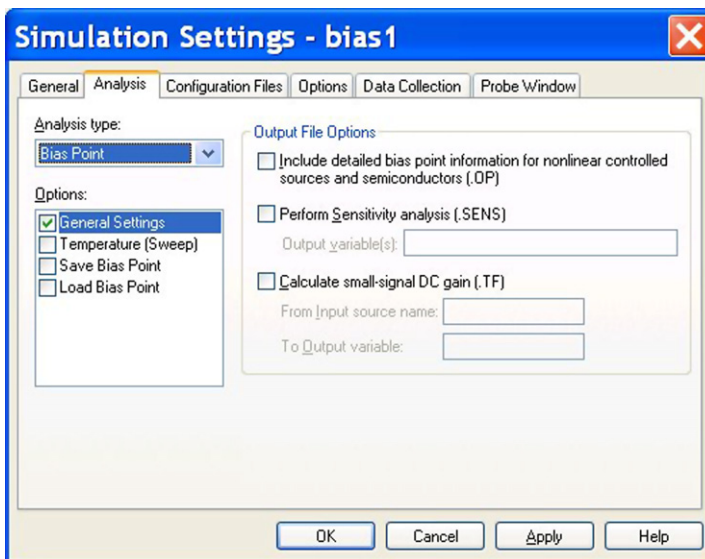 Simulation Settings - bias1
General
Analysis
Configuration Files
Options
Data Collection
Probe Window
Analysis type:
Bias Point
Options:
General Settings
Temperature (Sweep)
Save Bias Point
Load Bias Point
Output File Options
Include detailed bias point information for nonlinear controlled
sources and semiconductors (.OP)
Perform Sensitivity analysis (.SENS)
Output variable(s):
Calculate small-signal DC gain (.TF)
From Input source name:
To Output variable:
OK
Cancel
Apply
Help